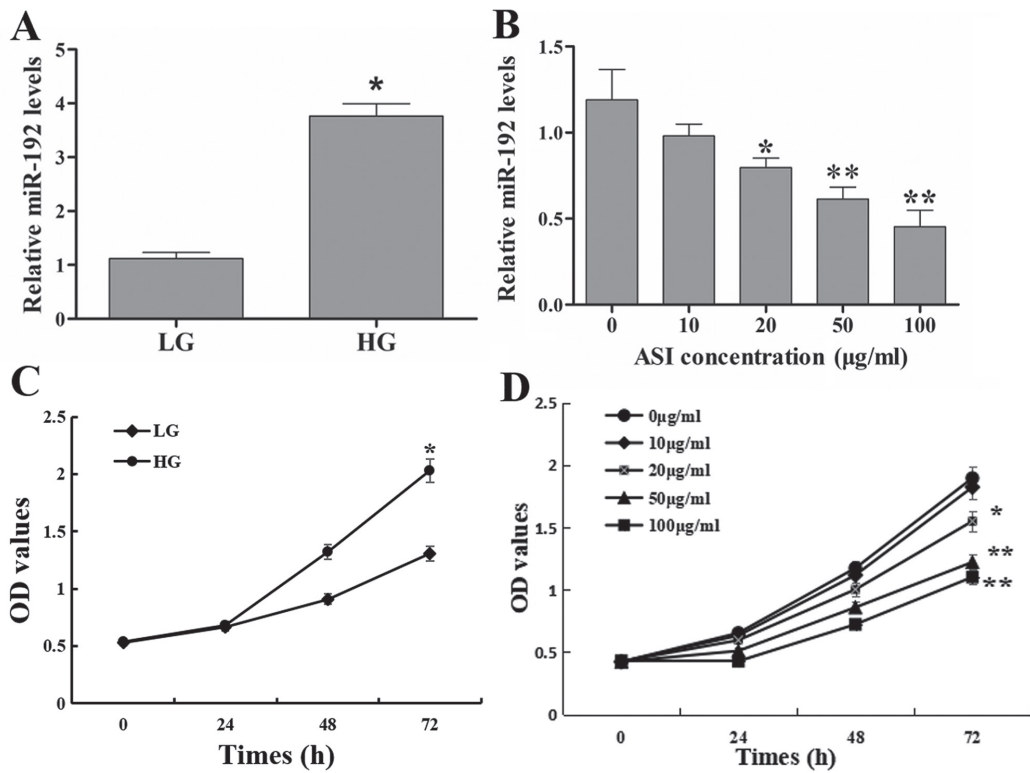 A
Relative miR-192 levels
5
4
3
2
1
0
*
LG
HG
B
Relative miR-192 levels
1.5
1.0
0.5
0.0
*
**
**
0
10
20
50
100
ASI concentration (μg/ml)
C
OD values
2.5
2
1.5
1
0.5
0
LG
HG
*
0
24
48
72
Times (h)
D
OD values
2.5
2
1.5
1
0.5
0
0μg/ml
10μg/ml
20μg/ml
50μg/ml
100μg/ml
*
**
**
0
24
48
72
Times (h)